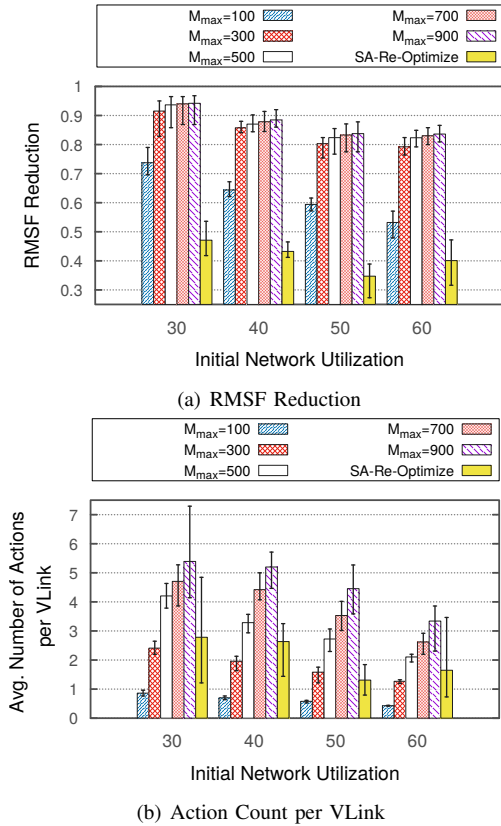 M_max=100
M_max=300
M_max=500
M_max=700
M_max=900
SA-Re-Optimize
RMSF Reduction
1
0.9
0.8
0.7
0.6
0.5
0.4
0.3
30 40 50 60
Initial Network Utilization
(a) RMSF Reduction
M_max=100
M_max=300
M_max=500
M_max=700
M_max=900
SA-Re-Optimize
Avg. Number of Actions
per VLink
7
6
5
4
3
2
1
0
30 40 50 60
Initial Network Utilization
(b) Action Count per VLink